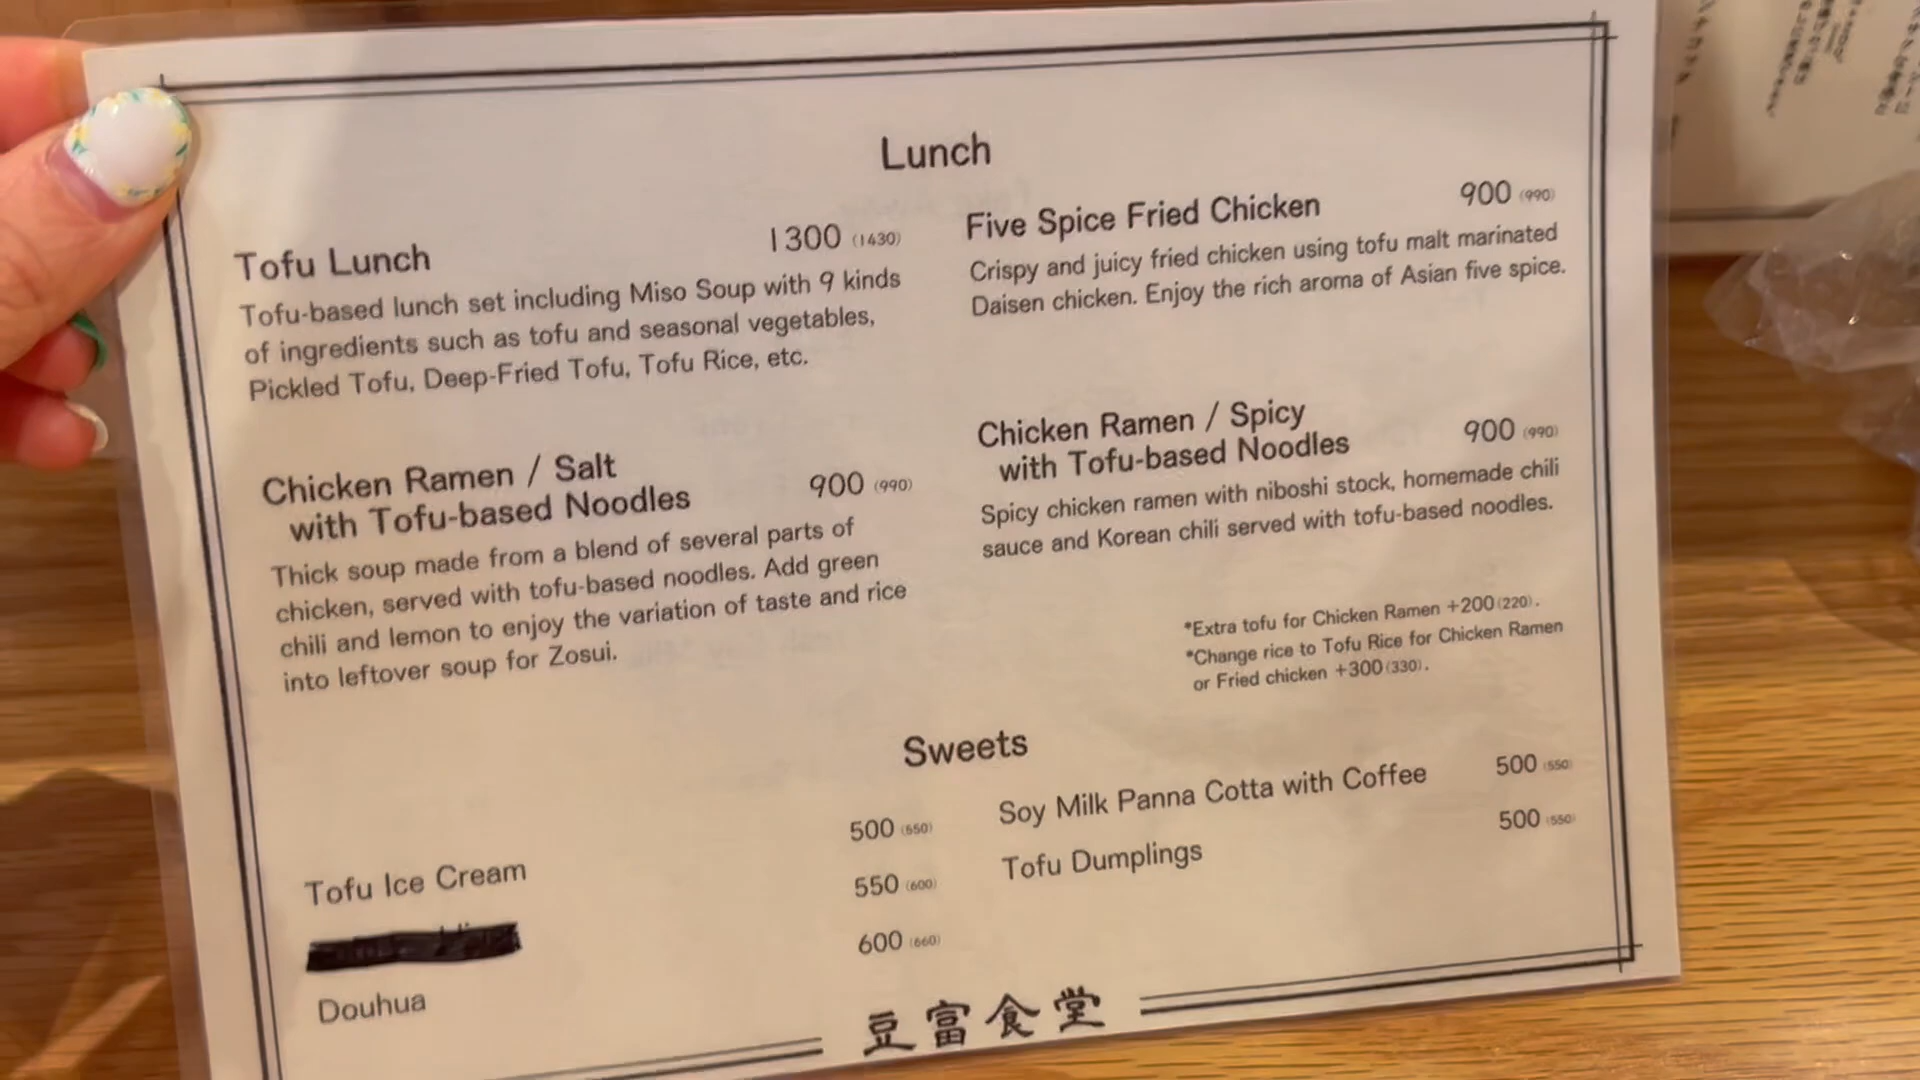 Lunch
Tofu Lunch 1300 (1430)
Tofu-based lunch set including Miso Soup with 9 kinds
of ingredients such as tofu and seasonal vegetables,
Pickled Tofu, Deep-Fried Tofu, Tofu Rice, etc.
Five Spice Fried Chicken 900 (990)
Crispy and juicy fried chicken using tofu malt marinated
Daisen chicken. Enjoy the rich aroma of Asian five spice.
Chicken Ramen / Salt
with Tofu-based Noodles 900 (990)
Thick soup made from a blend of several parts of
chicken, served with tofu-based noodles. Add green
chili and lemon to enjoy the variation of taste and rice
into leftover soup for Zosui.
Chicken Ramen / Spicy
with Tofu-based Noodles 900 (990)
Spicy chicken ramen with niboshi stock, homemade chili
sauce and Korean chili served with tofu-based noodles.
*Extra tofu for Chicken Ramen +200(220).
*Change rice to Tofu Rice for Chicken Ramen
or Fried chicken +300(330).
Sweets
Tofu Ice Cream 500 (550)
550 (600)
Douhua 600 (660)
Soy Milk Panna Cotta with Coffee 500 (550)
Tofu Dumplings 500 (550)
豆富食堂